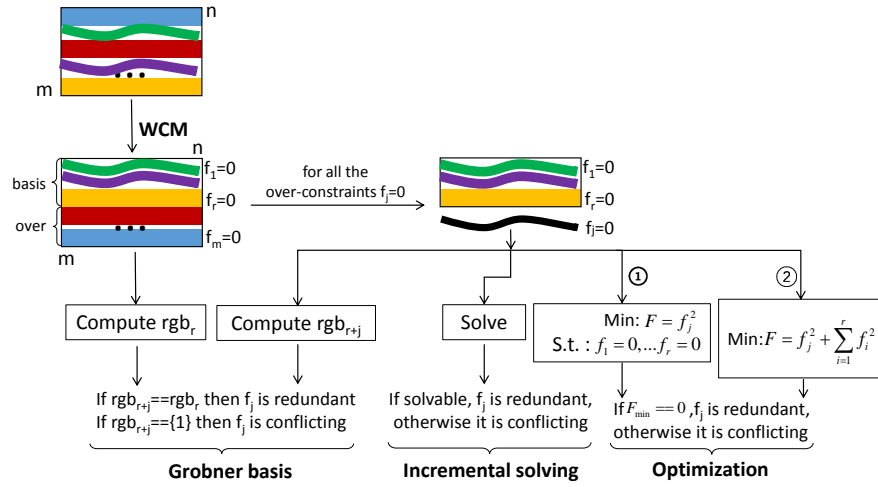 n
m
WCM
n
basis
f₁=0
fᵣ=0
over
fₘ=0
m
for all the
over-constraints fⱼ=0
f₁=0
fᵣ=0
fⱼ=0
①
②
Compute rgbᵣ
Compute rgbᵣ₊ⱼ
Solve
Min: F = fⱼ²
S.t. : f₁ = 0,...fᵣ = 0
Min: F = fⱼ² + ∑ᵢ₌₁ʳ fᵢ²
If rgbᵣ₊ⱼ==rgbᵣ then fⱼ is redundant
If rgbᵣ₊ⱼ=={1} then fⱼ is conflicting
If solvable, fⱼ is redundant,
otherwise it is conflicting
If Fmin == 0 ,fⱼ is redundant,
otherwise it is conflicting
Grobner basis
Incremental solving
Optimization